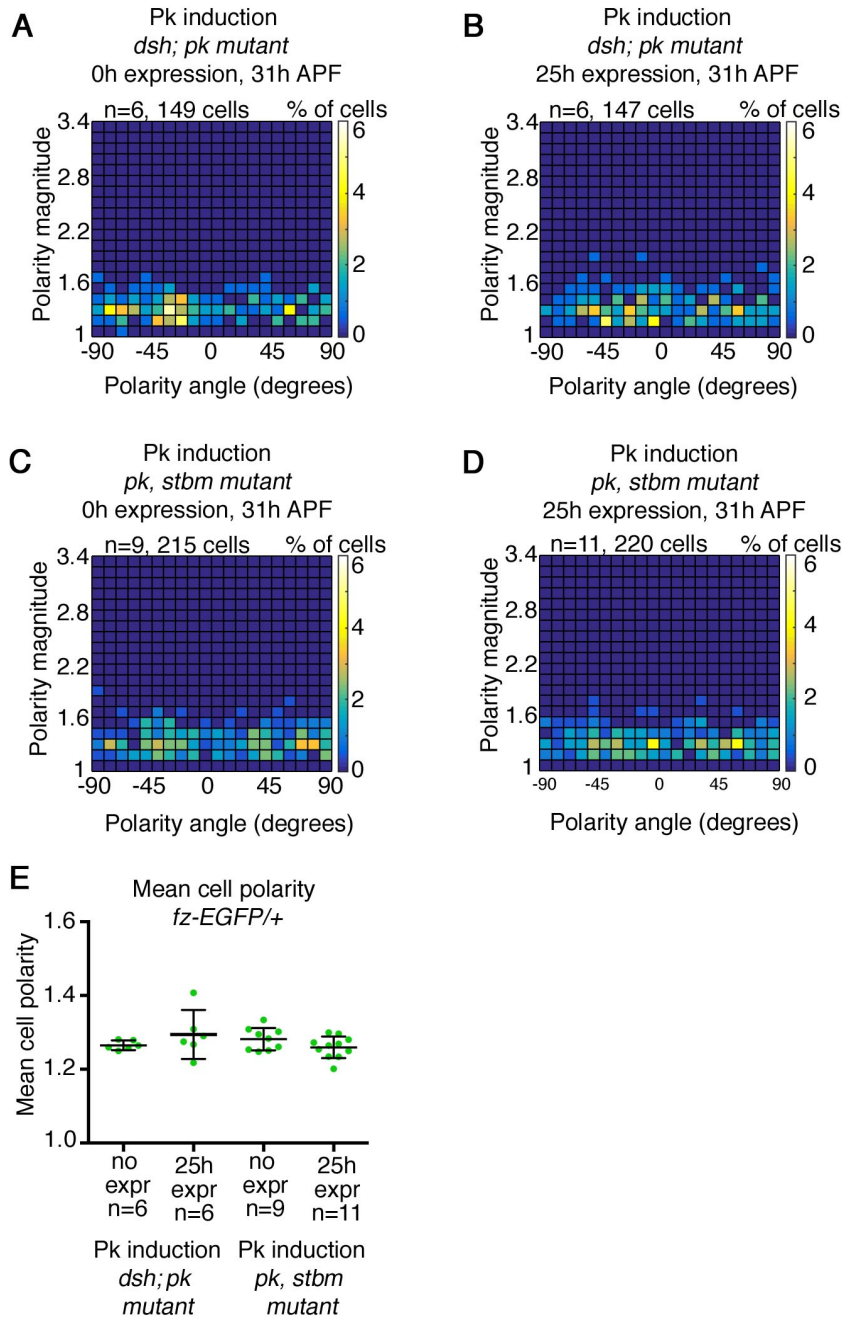 A
Pk induction
dsh; pk mutant
0h expression, 31h APF
n=6, 149 cells % of cells
3.4
2.8
2.2
1.6
1
Polarity magnitude
-90 -45 0 45 90
Polarity angle (degrees)
6
4
2
0
B
Pk induction
dsh; pk mutant
25h expression, 31h APF
n=6, 147 cells % of cells
3.4
2.8
2.2
1.6
1
Polarity magnitude
-90 -45 0 45 90
Polarity angle (degrees)
6
4
2
0
C
Pk induction
pk, stbm mutant
0h expression, 31h APF
n=9, 215 cells % of cells
3.4
2.8
2.2
1.6
1
Polarity magnitude
-90 -45 0 45 90
Polarity angle (degrees)
6
4
2
0
D
Pk induction
pk, stbm mutant
25h expression, 31h APF
n=11, 220 cells % of cells
3.4
2.8
2.2
1.6
1
Polarity magnitude
-90 -45 0 45 90
Polarity angle (degrees)
6
4
2
0
E
Mean cell polarity
fz-EGFP/+
1.6
1.4
1.2
1.0
Mean cell polarity
no expr n=6
25h expr n=6
no expr n=9
25h expr n=11
Pk induction
dsh; pk
mutant
Pk induction
pk, stbm
mutant